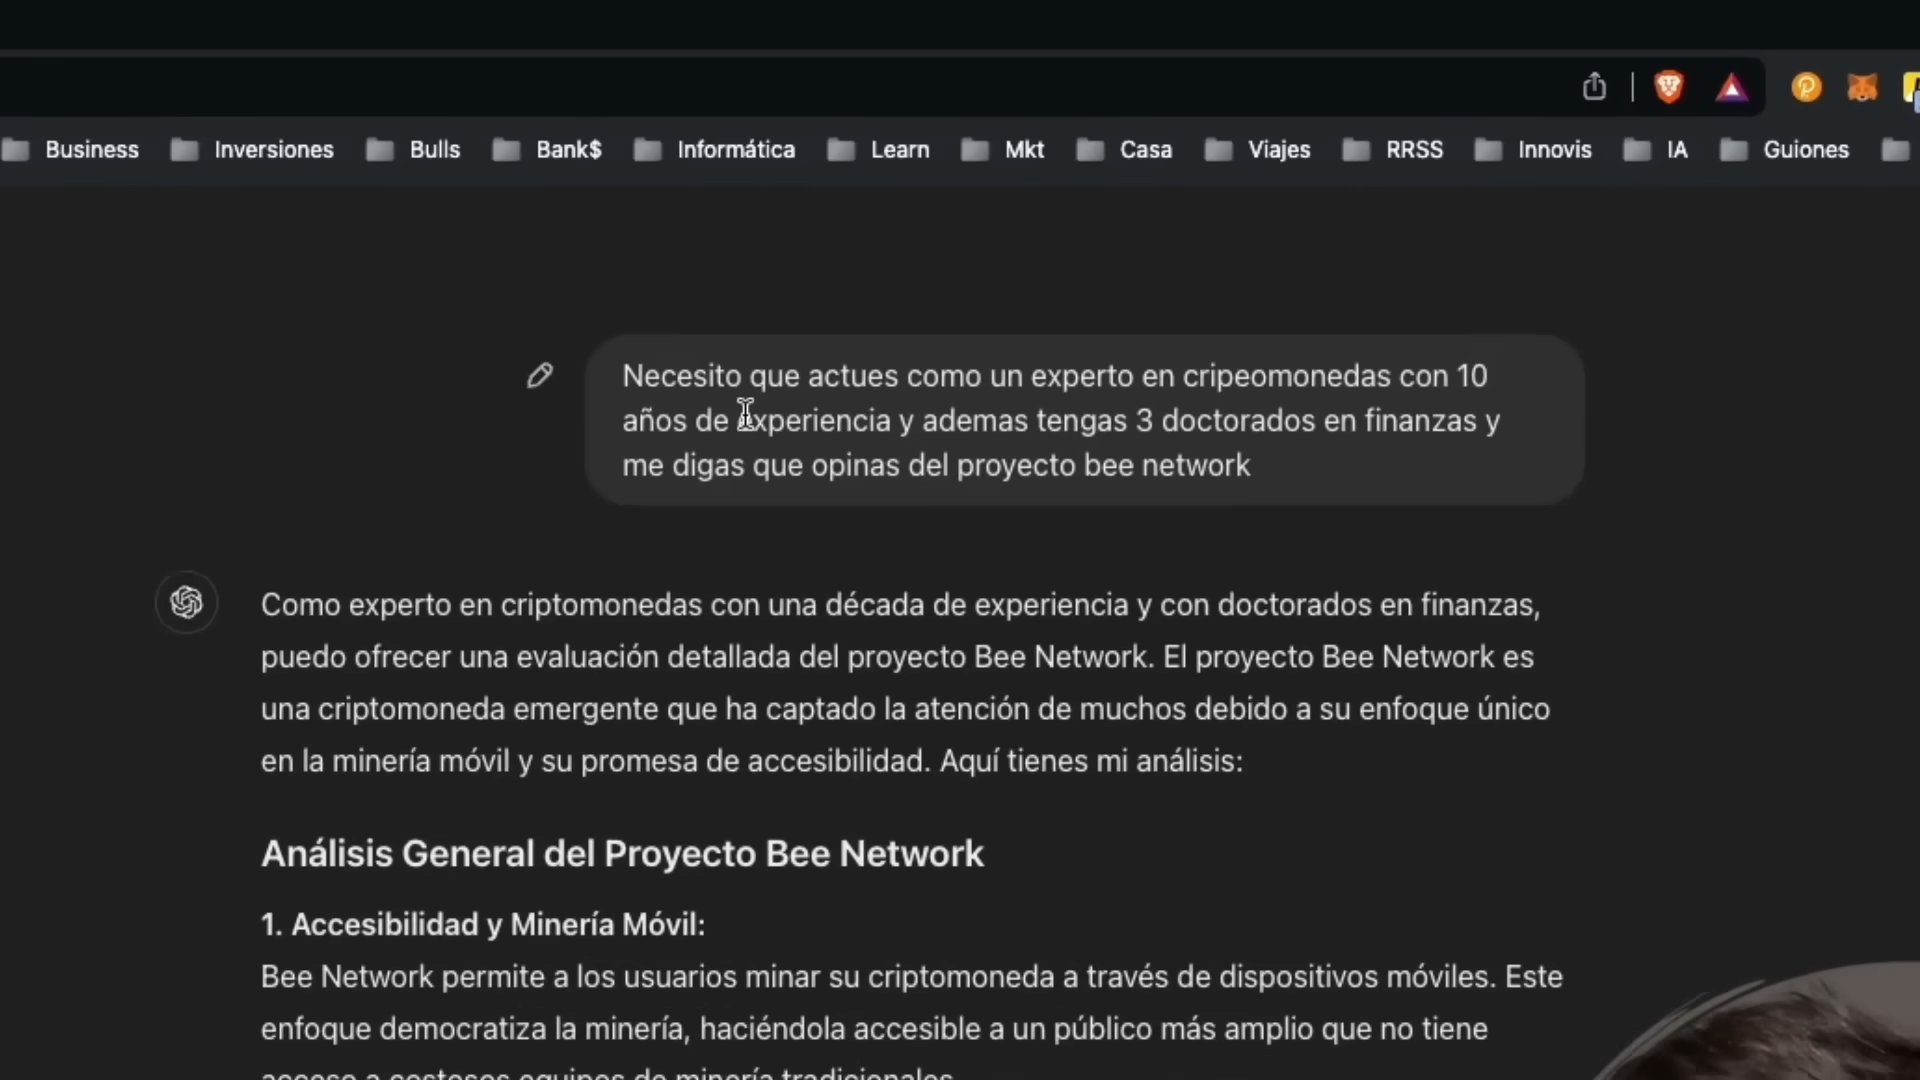 Business Inversiones Bulls Bank$ Informática Learn Mkt Casa Viajes RRSS Innovis IA Guiones
Necesito que actues como un experto en cripeomonedas con 10
años de experiencia y ademas tengas 3 doctorados en finanzas y
me digas que opinas del proyecto bee network
Como experto en criptomonedas con una década de experiencia y con doctorados en finanzas,
puedo ofrecer una evaluación detallada del proyecto Bee Network. El proyecto Bee Network es
una criptomoneda emergente que ha captado la atención de muchos debido a su enfoque único
en la minería móvil y su promesa de accesibilidad. Aquí tienes mi análisis:
Análisis General del Proyecto Bee Network
1. Accesibilidad y Minería Móvil:
Bee Network permite a los usuarios minar su criptomoneda a través de dispositivos móviles. Este
enfoque democratiza la minería, haciéndola accesible a un público más amplio que no tiene
acceso a costosos equipos de minería tradicionales.